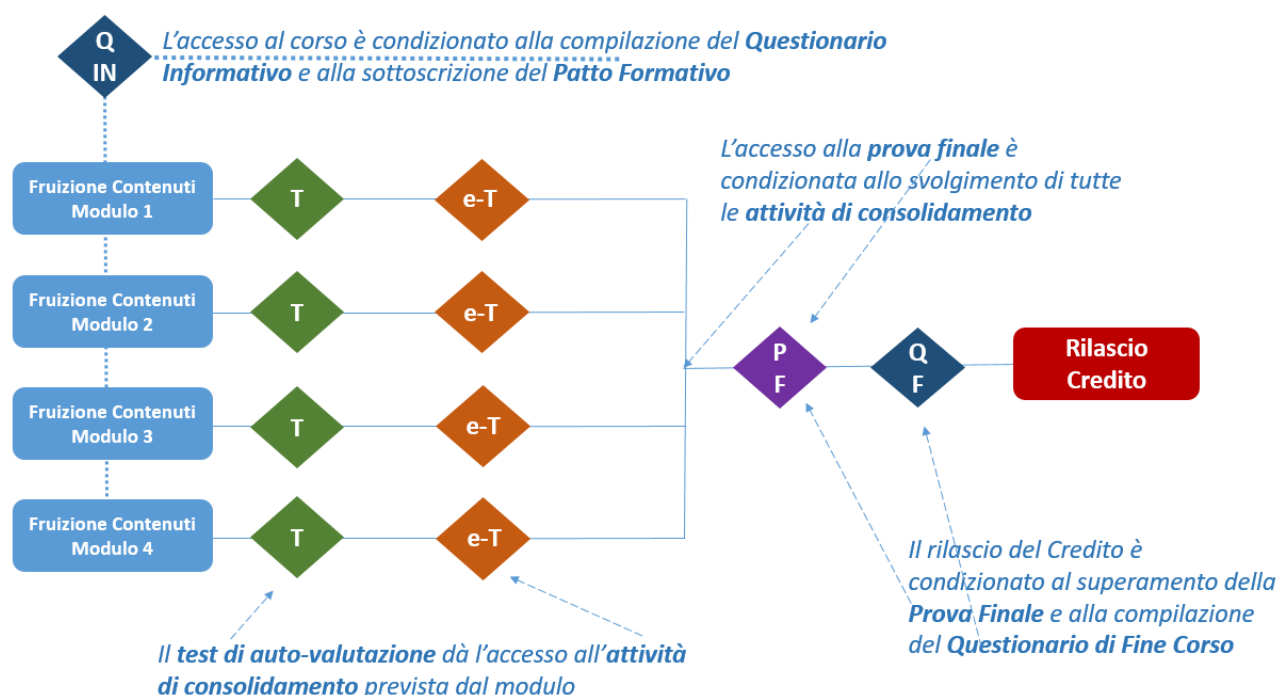 Q
IN
L'accesso al corso è condizionato alla compilazione del Questionario
Informativo e alla sottoscrizione del Patto Formativo
L'accesso alla prova finale è
condizionata allo svolgimento di tutte
le attività di consolidamento
Fruizione Contenuti
Modulo 1
T
e-T
Fruizione Contenuti
Modulo 2
T
e-T
P
F
Q
F
Rilascio
Credito
Fruizione Contenuti
Modulo 3
T
e-T
Fruizione Contenuti
Modulo 4
T
e-T
Il rilascio del Credito è
condizionato al superamento della
Prova Finale e alla compilazione
del Questionario di Fine Corso
Il test di auto-valutazione dà l'accesso all'attività
di consolidamento prevista dal modulo